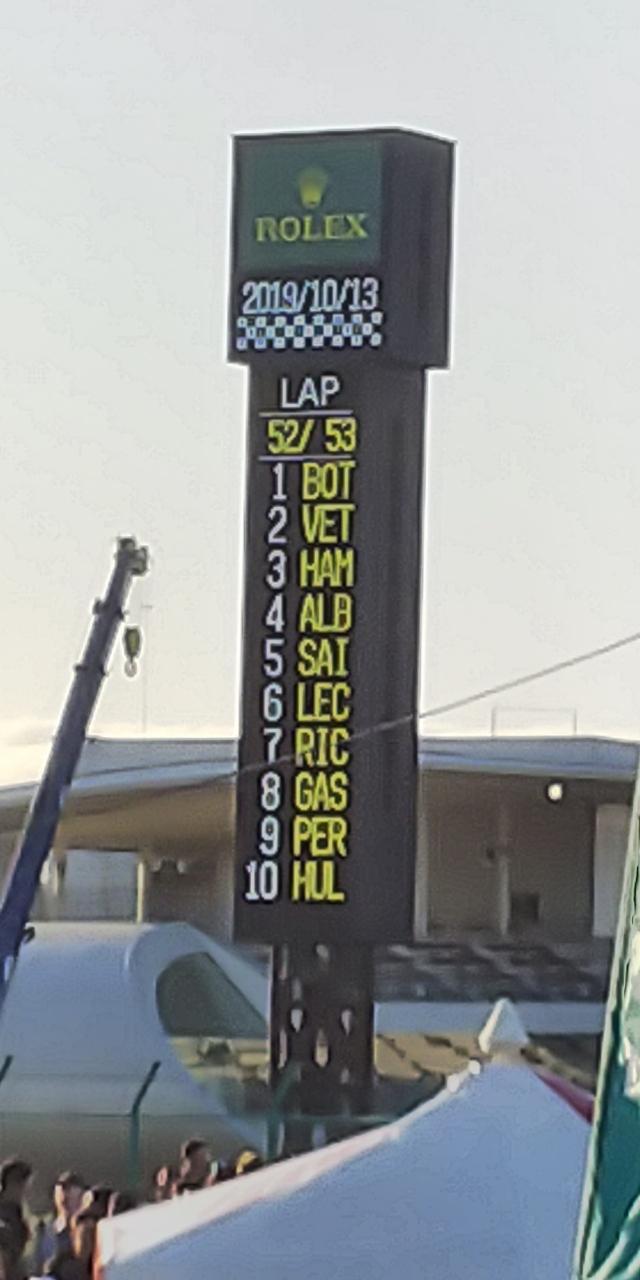 ROLEX
2019/10/13
LAP
52/ 53
1 BOT
2 VET
3 HAM
4 ALB
5 SAI
6 LEC
7 RIC
8 GAS
9 PER
10 HUL